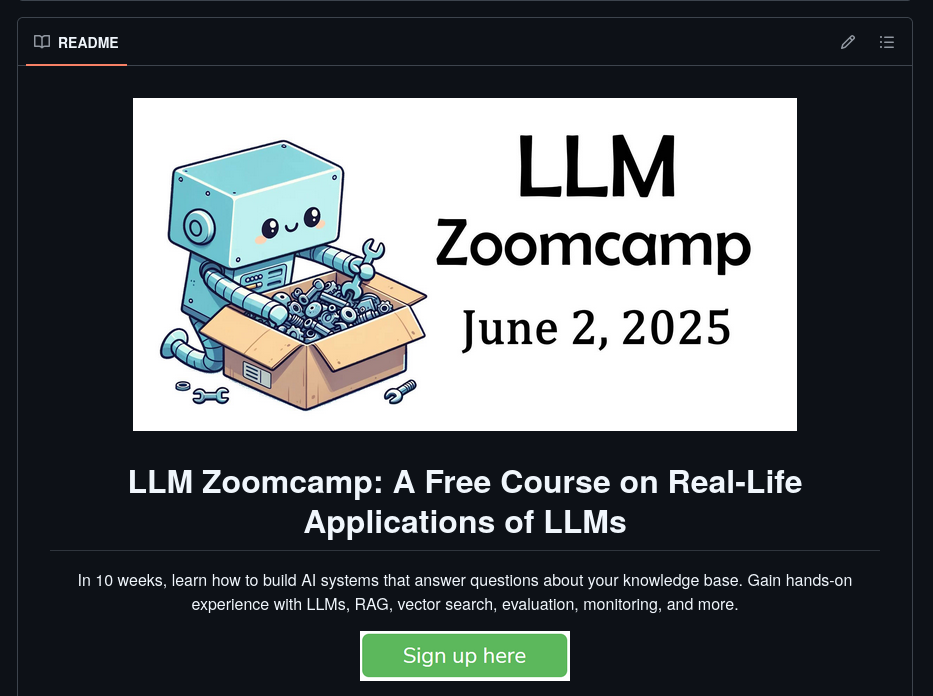 README
LLM
Zoomcamp
June 2, 2025
LLM Zoomcamp: A Free Course on Real-Life
Applications of LLMs
In 10 weeks, learn how to build AI systems that answer questions about your knowledge base. Gain hands-on
experience with LLMs, RAG, vector search, evaluation, monitoring, and more.
Sign up here